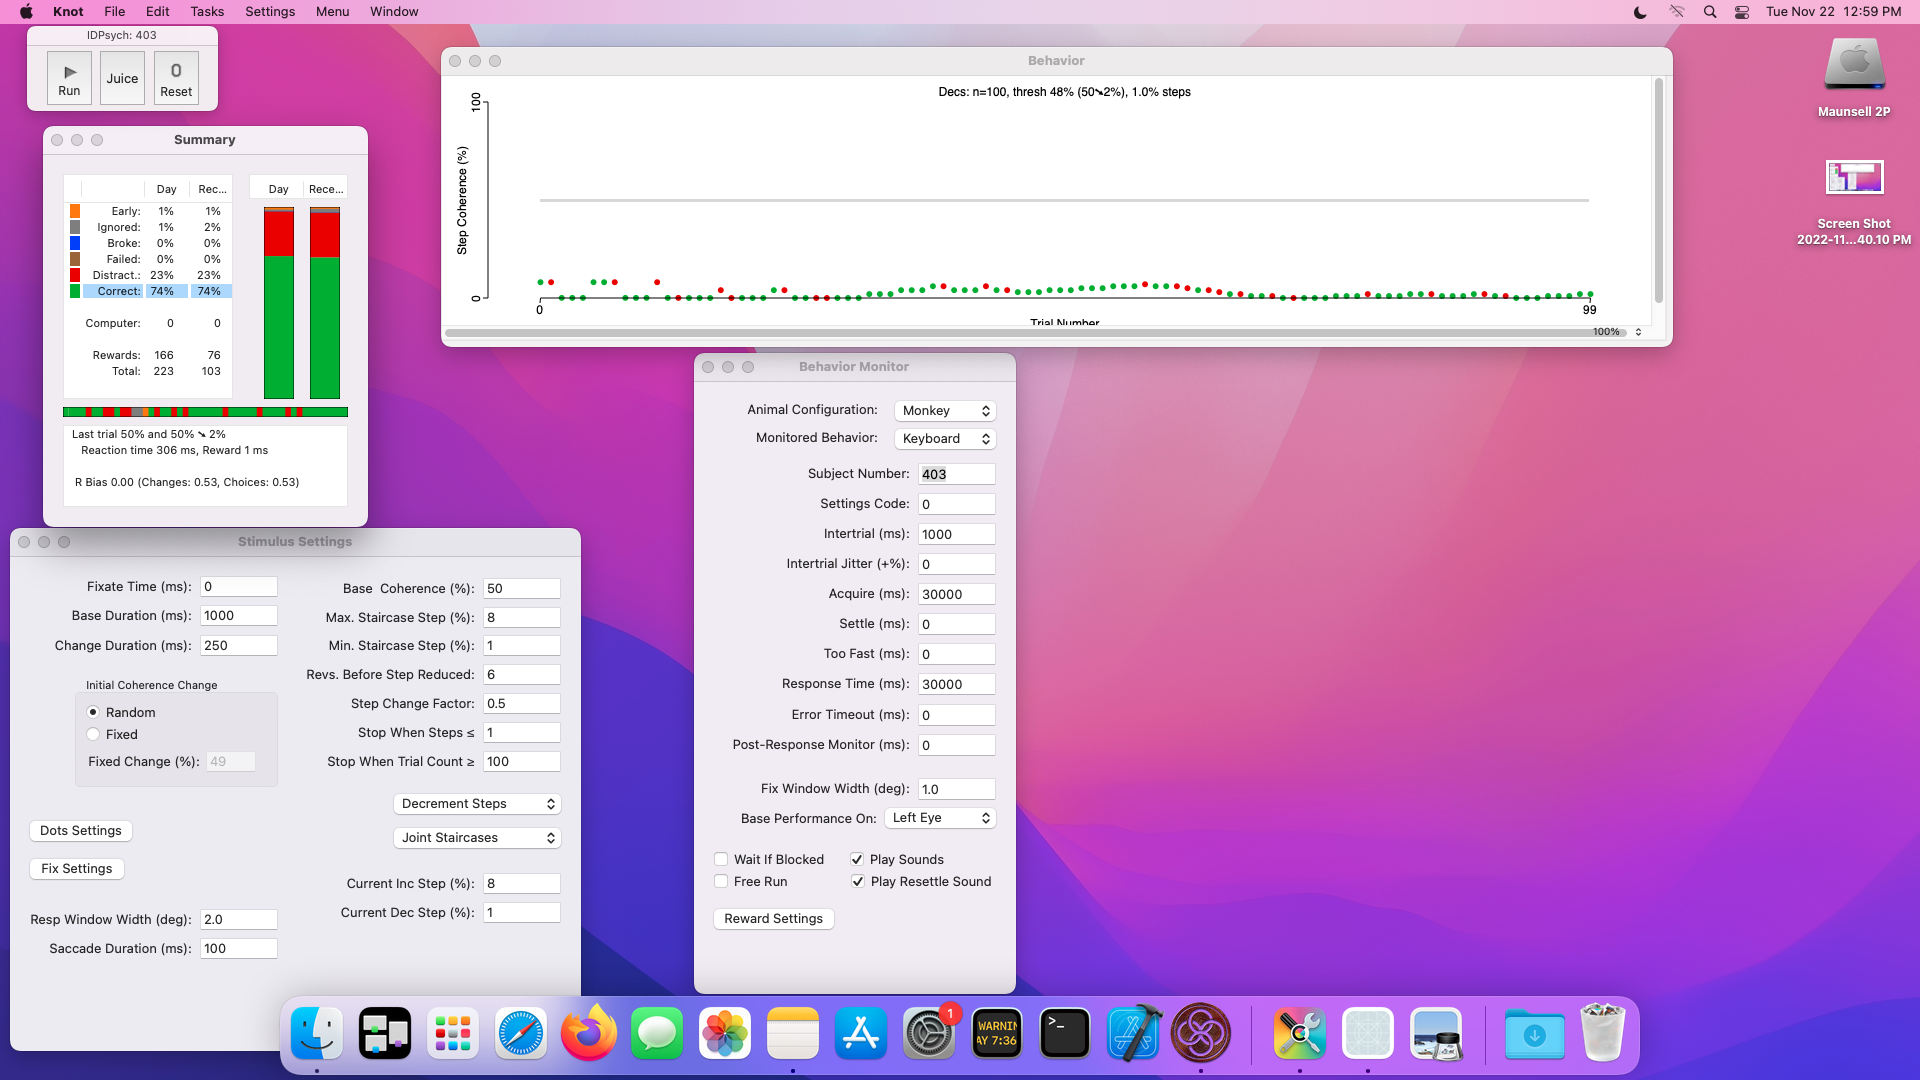 Knot File Edit Tasks Settings Menu Window Tue Nov 22 12:59 PM
IDPsych: 403
Run
Juice
0
Reset
Summary
Day Rec...
Early: 1% 1%
Ignored: 1% 2%
Broke: 0% 0%
Failed: 0% 0%
Distract.: 23% 23%
Correct: 74% 74%
Computer: 0 0
Rewards: 166 76
Total: 223 103
Day Rece...
Last trial 50% and 50% ➘ 2%
Reaction time 306 ms, Reward 1 ms
R Bias 0.00 (Changes: 0.53, Choices: 0.53)
Behavior
Decs: n=100, thresh 48% (50➘2%), 1.0% steps
Step Coherence (%)
100
0
0
99
Trial Number
100%
Maunsell 2P
Screen Shot
2022-11...40.10 PM
Stimulus Settings
Fixate Time (ms): 0
Base Duration (ms): 1000
Change Duration (ms): 250
Initial Coherence Change
Random
Fixed
Fixed Change (%): 49
Dots Settings
Fix Settings
Resp Window Width (deg): 2.0
Saccade Duration (ms): 100
Base Coherence (%): 50
Max. Staircase Step (%): 8
Min. Staircase Step (%): 1
Revs. Before Step Reduced: 6
Step Change Factor: 0.5
Stop When Steps ≤ 1
Stop When Trial Count ≥ 100
Decrement Steps
Joint Staircases
Current Inc Step (%): 8
Current Dec Step (%): 1
Behavior Monitor
Animal Configuration: Monkey
Monitored Behavior: Keyboard
Subject Number: 403
Settings Code: 0
Intertrial (ms): 1000
Intertrial Jitter (+%): 0
Acquire (ms): 30000
Settle (ms): 0
Too Fast (ms): 0
Response Time (ms): 30000
Error Timeout (ms): 0
Post-Response Monitor (ms): 0
Fix Window Width (deg): 1.0
Base Performance On: Left Eye
Wait If Blocked Play Sounds
Free Run Play Resettle Sound
Reward Settings
1
WARNIN
AY 7:36
>_